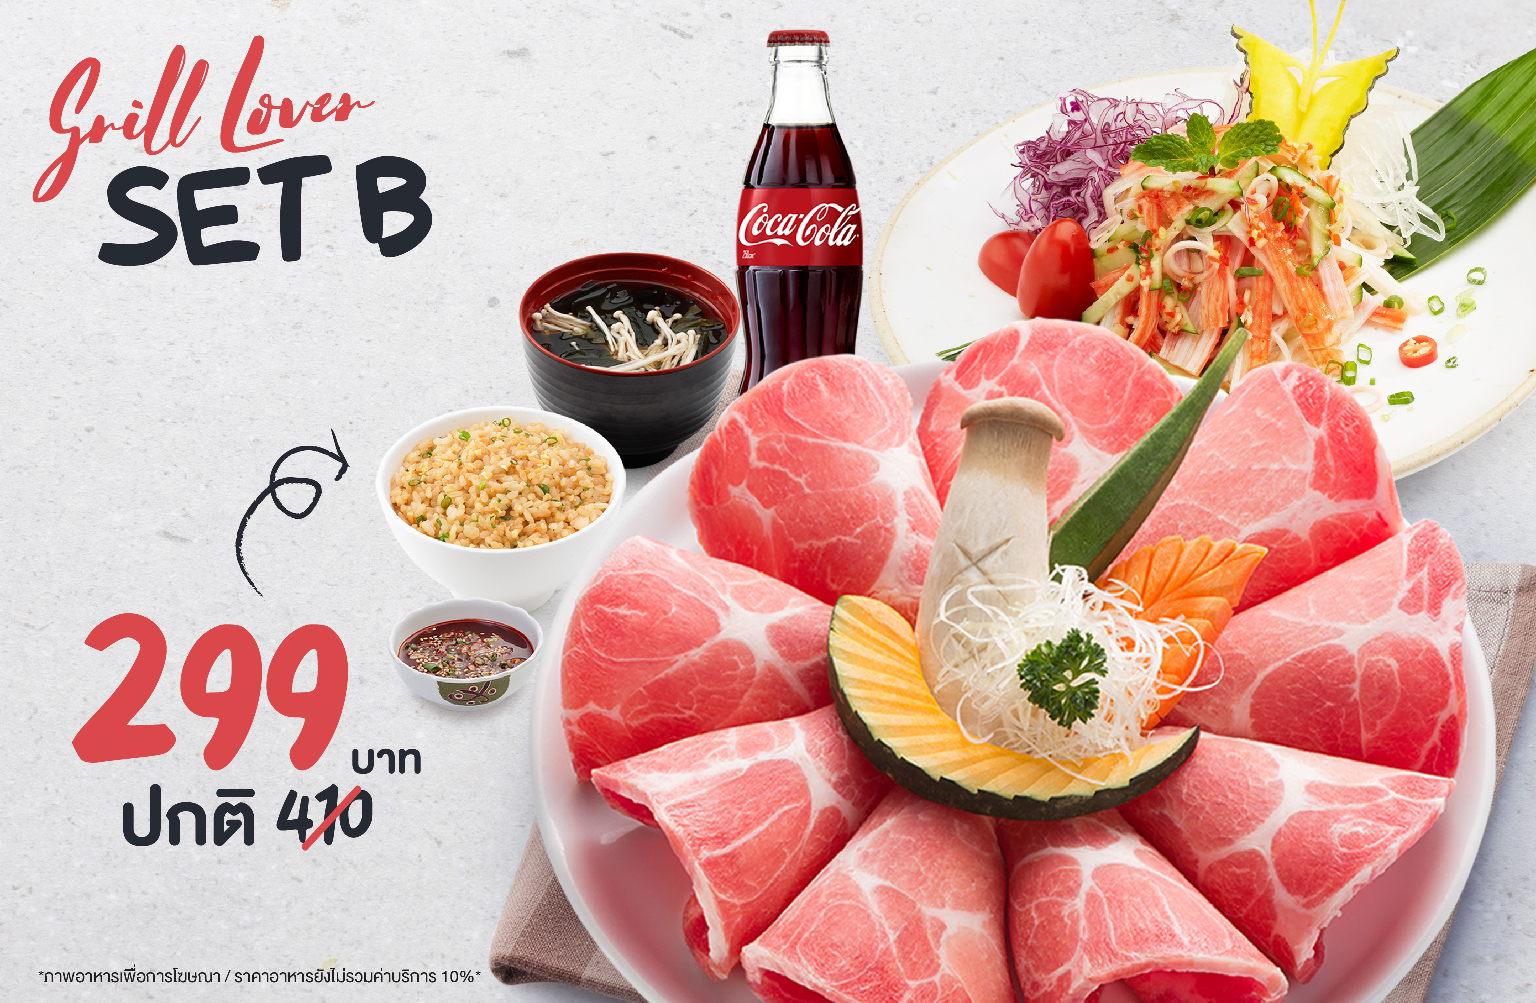 Grill Lover
SET B
Coca-Cola
299
บาท
ปกติ 410
*ภาพอาหารเพื่อการโฆษณา / ราคาอาหารยังไม่รวมค่าบริการ 10%*